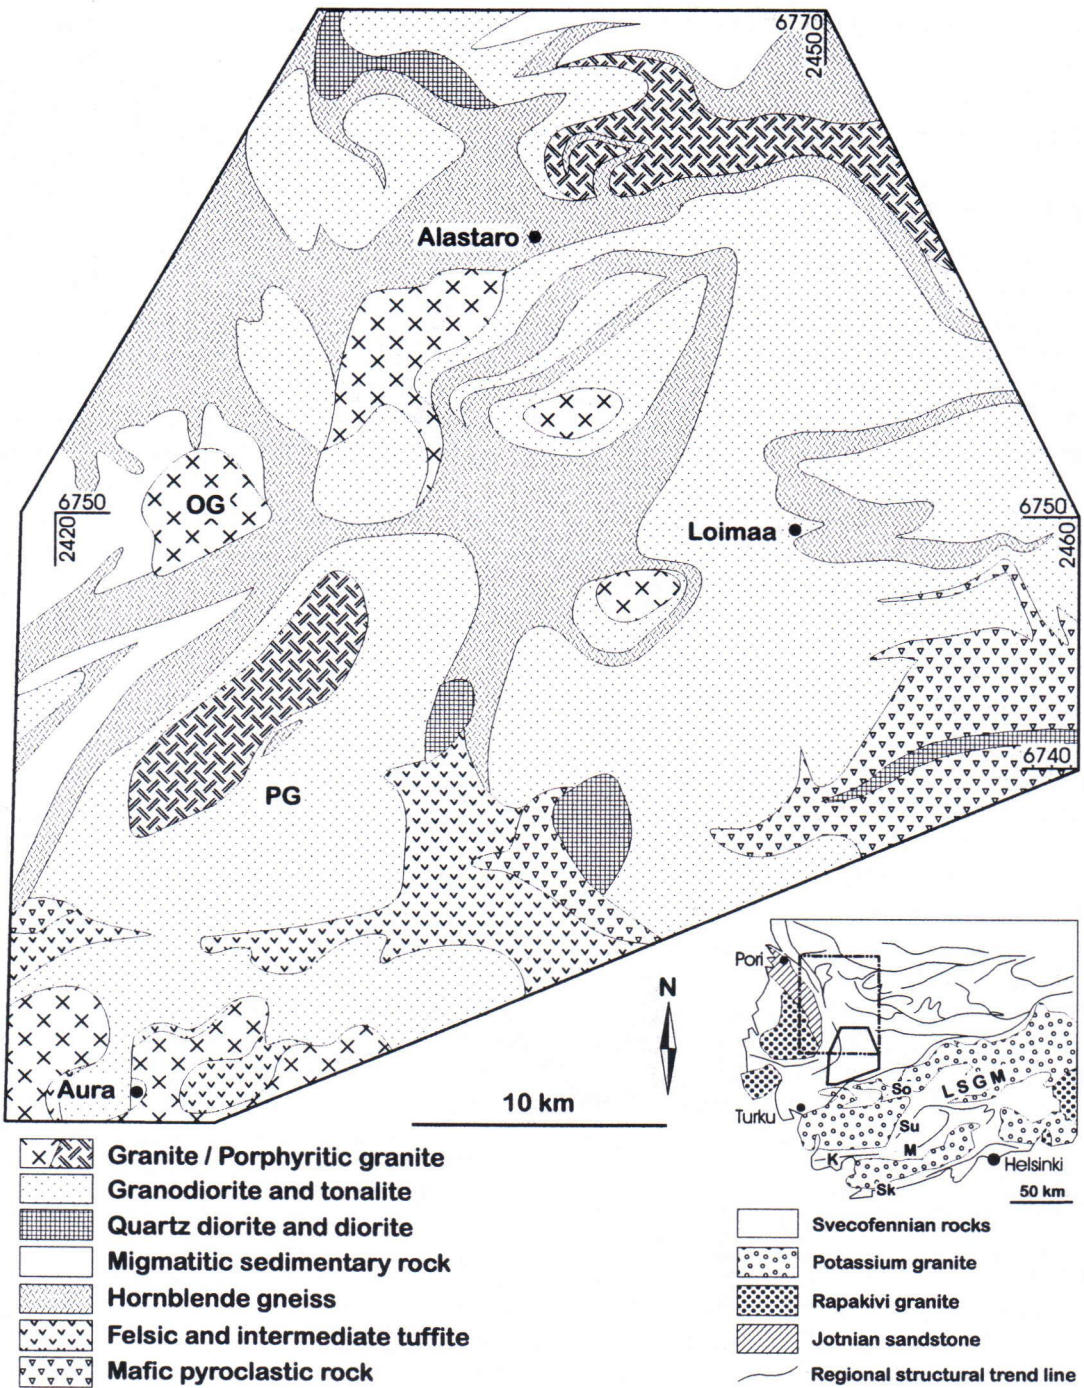 6770
2450
Alastaro
OG
6750
2420
Loimaa
6750
2460
6740
PG
Aura
N
10 km
Granite / Porphyritic granite
Granodiorite and tonalite
Quartz diorite and diorite
Migmatitic sedimentary rock
Hornblende gneiss
Felsic and intermediate tuffite
Mafic pyroclastic rock
Pori
So
LSGM
Turku
Su
M
K
Helsinki
Sk
50 km
Svecofennian rocks
Potassium granite
Rapakivi granite
Jotnian sandstone
Regional structural trend line